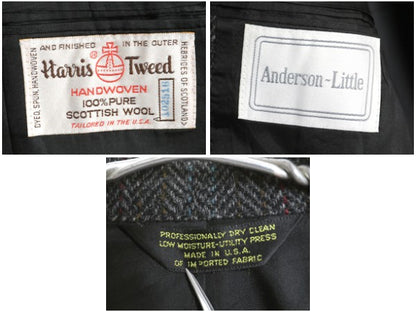 AND FINISHED IN THE OUTER
DYED, SPUN, HANDWOVEN
HEBRIDES OF SCOTLAND
Harris Tweed
HANDWOVEN
100% PURE
SCOTTISH WOOL
TAILORED IN THE U.S.A.
Anderson~Little
PROFESSIONALLY DRY CLEAN
LOW MOISTURE-UTILITY PRESS
MADE IN U.S.A.
OF IMPORTED FABRIC